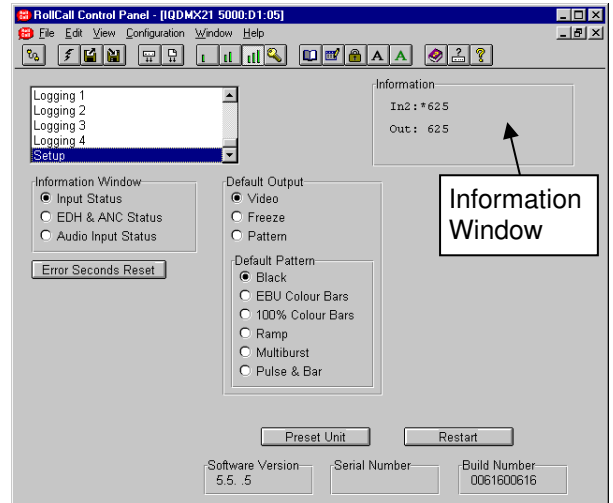 RollCall Control Panel - [IQDMX21 5000:D1:05]
File Edit View Configuration Window Help
Logging 1
Logging 2
Logging 3
Logging 4
Setup
Information
In2:*625
Out: 625
Information Window
Information Window
Input Status
EDH & ANC Status
Audio Input Status
Error Seconds Reset
Default Output
Video
Freeze
Pattern
Default Pattern
Black
EBU Colour Bars
100% Colour Bars
Ramp
Multiburst
Pulse & Bar
Preset Unit
Restart
Software Version
5.5. .5
Serial Number
Build Number
0061600616